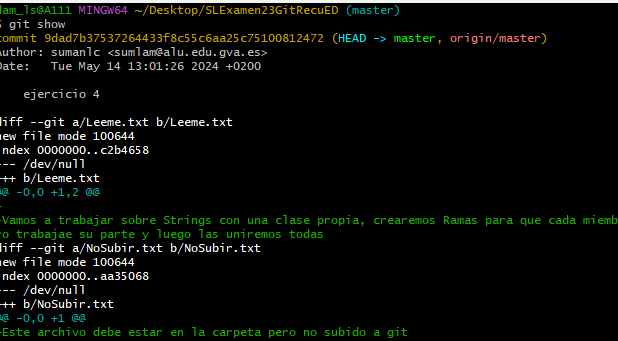 lam_ls@A111 MINGW64 ~/Desktop/SLExamen23GitRecuED (master)
$ git show
commit 9dad7b37537264433f8c55c6aa25c75100812472 (HEAD -> master, origin/master)
Author: sumanlc <sumlam@alu.edu.gva.es>
Date:   Tue May 14 13:01:26 2024 +0200
    ejercicio 4
diff --git a/Leeme.txt b/Leeme.txt
new file mode 100644
index 0000000..c2b4658
--- /dev/null
+++ b/Leeme.txt
@@ -0,0 +1,2 @@
+
+Vamos a trabajar sobre Strings con una clase propia, crearemos Ramas para que cada miemb
ro trabajae su parte y luego las uniremos todas
diff --git a/NoSubir.txt b/NoSubir.txt
new file mode 100644
index 0000000..aa35068
--- /dev/null
+++ b/NoSubir.txt
@@ -0,0 +1 @@
+Este archivo debe estar en la carpeta pero no subido a git